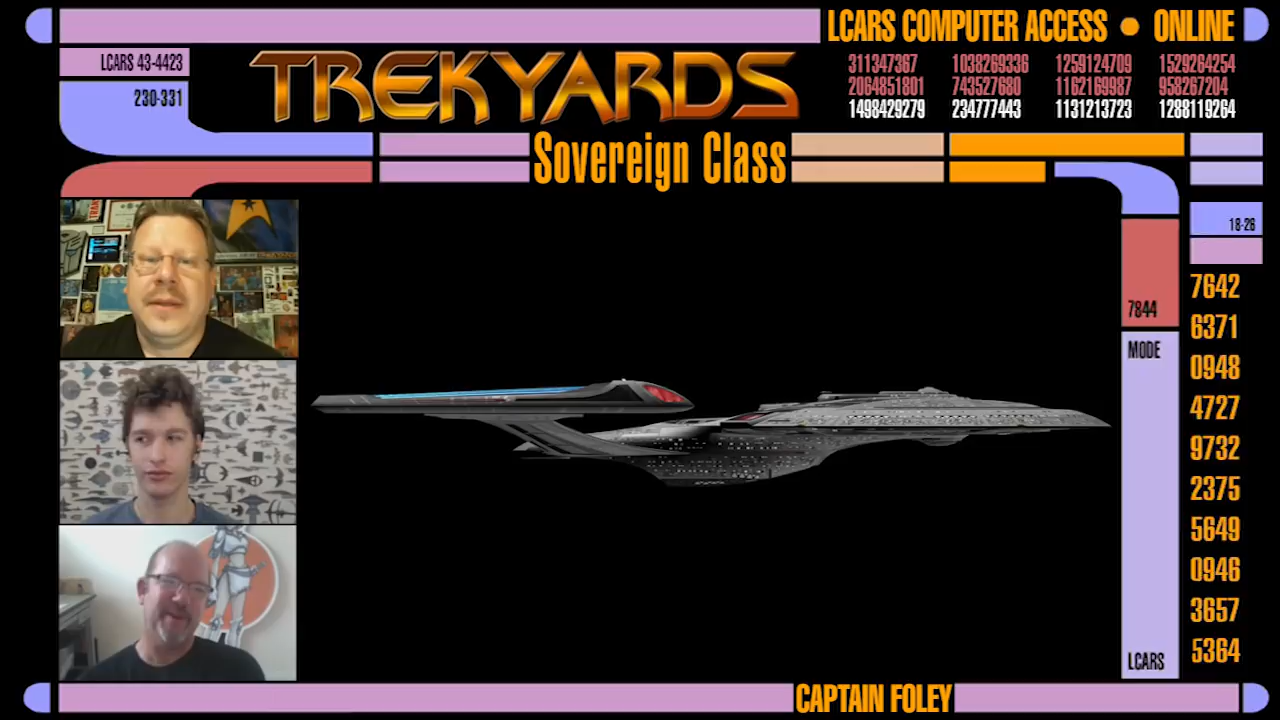 LCARS COMPUTER ACCESS • ONLINE
LCARS 43-4423
230-331
TREKYARDS
311347367 1038269336 1259124709 1529264254
2064851801 743527680 1162169987 958267204
1498429279 234777443 1131213723 1288119264
Sovereign Class
18-26
TREKYARDS
7844
MODE
LCARS
7642
6371
0948
4727
9732
2375
5649
0946
3657
5364
CAPTAIN FOLEY